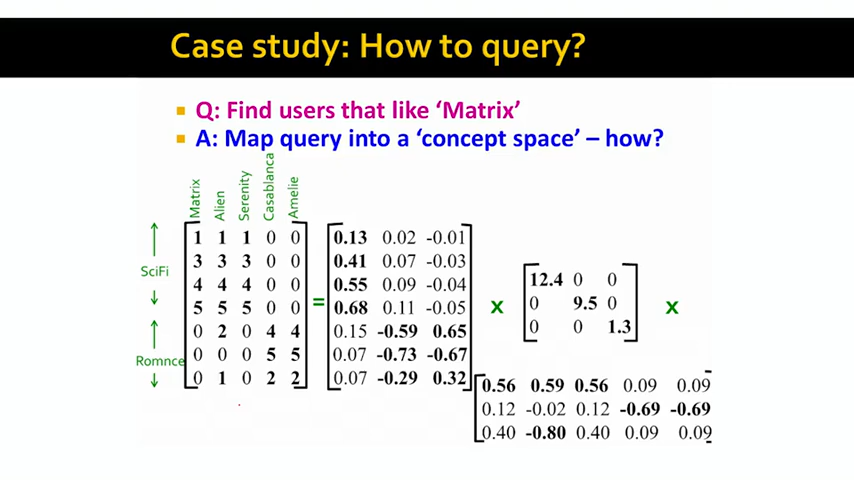 Case study: How to query?
Q: Find users that like ‘Matrix’
A: Map query into a ‘concept space’ – how?
Matrix Alien Serenity Casablanca Amelie
SciFi
Romnce
1 1 1 0 0
3 3 3 0 0
4 4 4 0 0
5 5 5 0 0
0 2 0 4 4
0 0 0 5 5
0 1 0 2 2
=
0.13 0.02 -0.01
0.41 0.07 -0.03
0.55 0.09 -0.04
0.68 0.11 -0.05
0.15 -0.59 0.65
0.07 -0.73 -0.67
0.07 -0.29 0.32
x
12.4 0 0
0 9.5 0
0 0 1.3
x
0.56 0.59 0.56 0.09 0.09
0.12 -0.02 0.12 -0.69 -0.69
0.40 -0.80 0.40 0.09 0.09